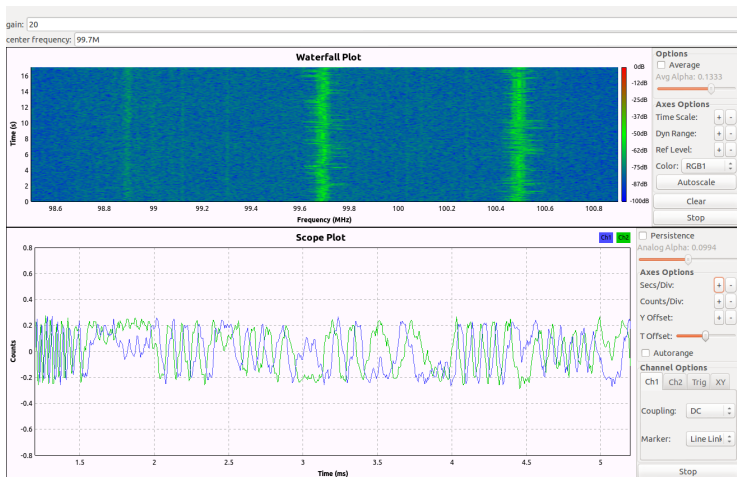 gain: 20
center frequency: 99.7M
Waterfall Plot
Time (s)
16
14
12
10
8
6
4
2
0
98.6 98.8 99 99.2 99.4 99.6 99.8 100 100.2 100.4 100.6 100.8
Frequency (MHz)
0dB
-12dB
-25dB
-37dB
-50dB
-62dB
-75dB
-87dB
-100dB
Options
Average
Avg Alpha: 0.1333
Axes Options
Time Scale: + -
Dyn Range: + -
Ref Level: + -
Color: RGB1
Autoscale
Clear
Stop
Scope Plot
Ch1 Ch2
Counts
0.8
0.6
0.4
0.2
0
-0.2
-0.4
-0.6
-0.8
1.5 2 2.5 3 3.5 4 4.5 5
Time (ms)
Persistence
Analog Alpha: 0.0994
Axes Options
Secs/Div: + -
Counts/Div: + -
Y Offset: + -
T Offset:
Autorange
Channel Options
Ch1 Ch2 Trig XY
Coupling: DC
Marker: Line Link
Stop